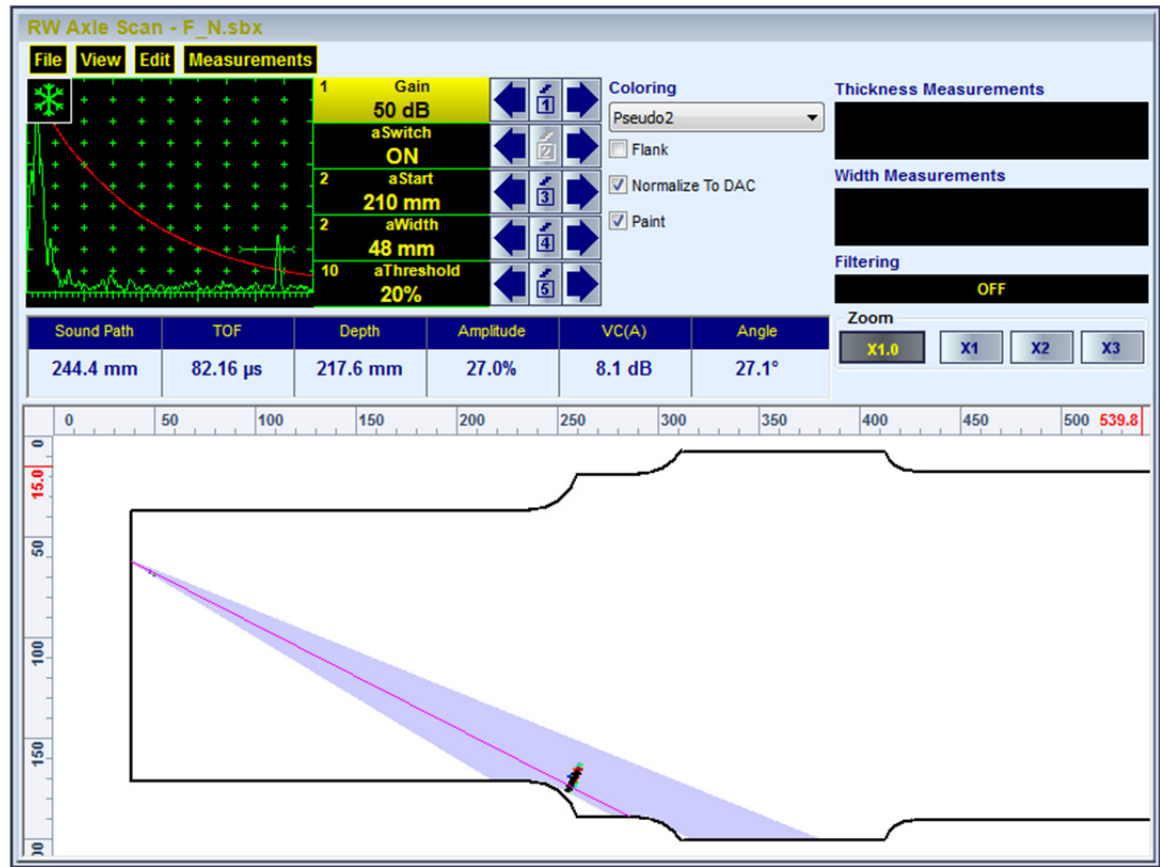 RW Axle Scan - F_N.sbx
File View Edit Measurements
1 Gain
50 dB
1
aSwitch
ON
2
2 aStart
210 mm
3
2 aWidth
48 mm
4
10 aThreshold
20%
5
Coloring
Pseudo2
Flank
Normalize To DAC
Paint
Thickness Measurements
Width Measurements
Filtering
OFF
Zoom
X1.0 X1 X2 X3
Sound Path TOF Depth Amplitude VC(A) Angle
244.4 mm 82.16 µs 217.6 mm 27.0% 8.1 dB 27.1°
0 50 100 150 200 250 300 350 400 450 500 539.8
0
15.0
50
100
150
00